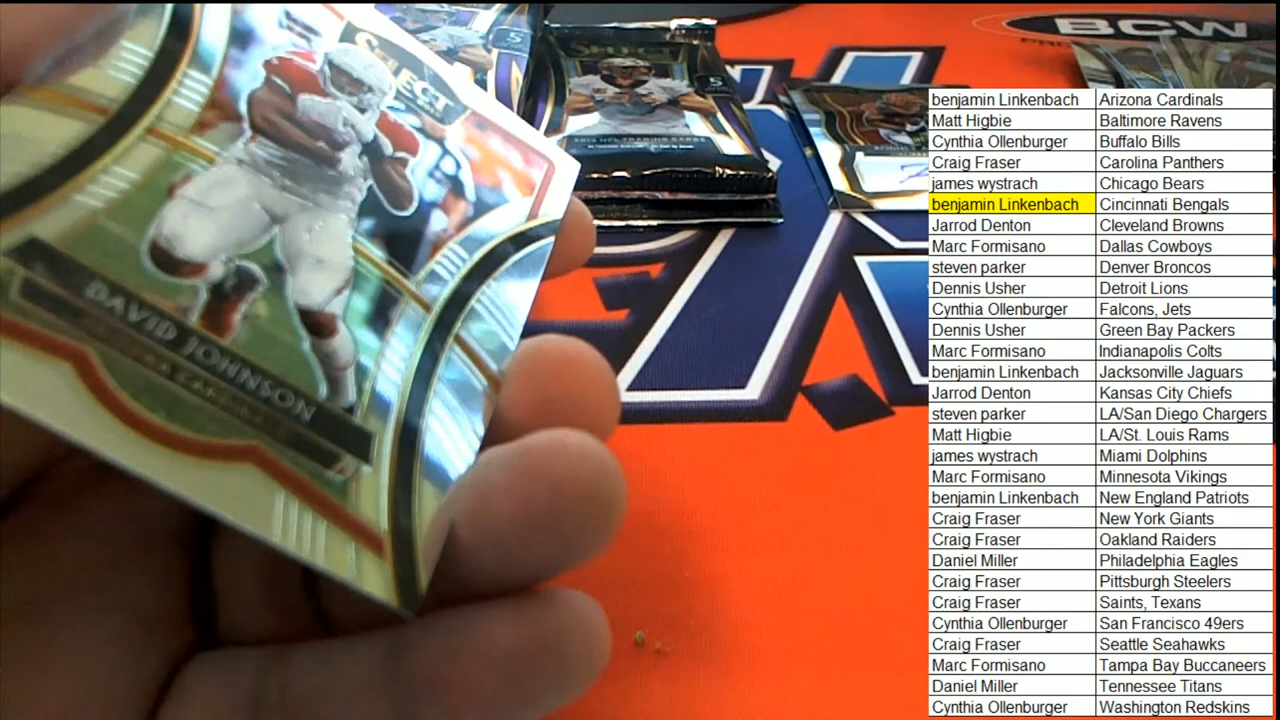 SELECT
5
SELECT
5
2018 NFL TRADING CARDS
BCW
DAVID JOHNSON
benjamin Linkenbach Arizona Cardinals
Matt Higbie Baltimore Ravens
Cynthia Ollenburger Buffalo Bills
Craig Fraser Carolina Panthers
james wystrach Chicago Bears
benjamin Linkenbach Cincinnati Bengals
Jarrod Denton Cleveland Browns
Marc Formisano Dallas Cowboys
steven parker Denver Broncos
Dennis Usher Detroit Lions
Cynthia Ollenburger Falcons, Jets
Dennis Usher Green Bay Packers
Marc Formisano Indianapolis Colts
benjamin Linkenbach Jacksonville Jaguars
Jarrod Denton Kansas City Chiefs
steven parker LA/San Diego Chargers
Matt Higbie LA/St. Louis Rams
james wystrach Miami Dolphins
Marc Formisano Minnesota Vikings
benjamin Linkenbach New England Patriots
Craig Fraser New York Giants
Craig Fraser Oakland Raiders
Daniel Miller Philadelphia Eagles
Craig Fraser Pittsburgh Steelers
Craig Fraser Saints, Texans
Cynthia Ollenburger San Francisco 49ers
Craig Fraser Seattle Seahawks
Marc Formisano Tampa Bay Buccaneers
Daniel Miller Tennessee Titans
Cynthia Ollenburger Washington Redskins